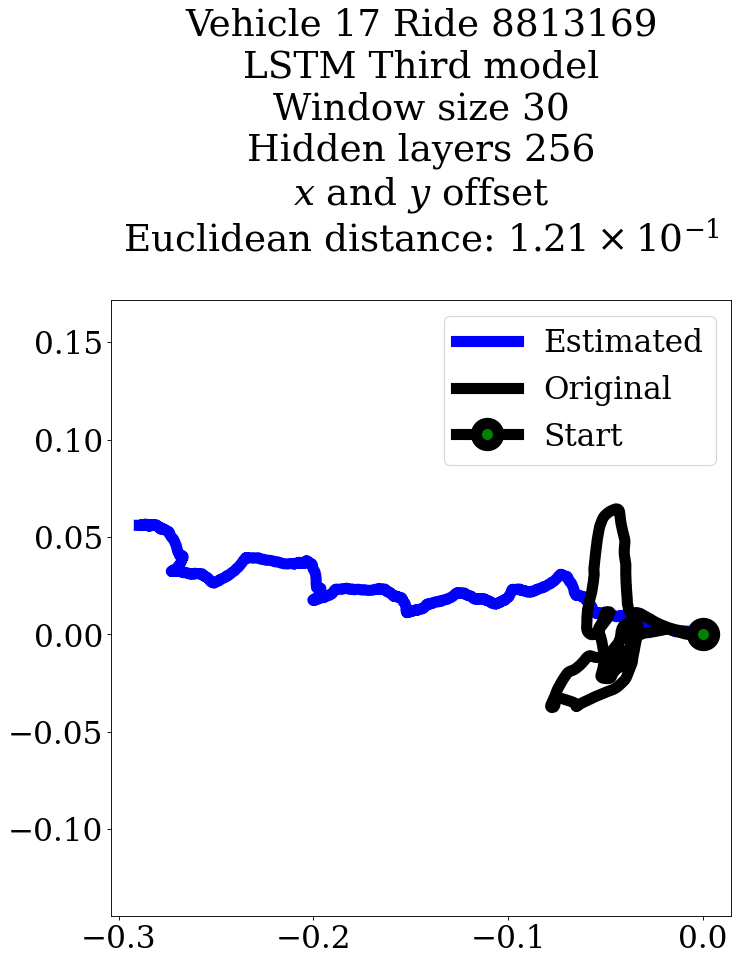 Vehicle 17 Ride 8813169
LSTM Third model
Window size 30
Hidden layers 256
x and y offset
Euclidean distance: 1.21 × 10⁻¹
Estimated
Original
Start
0.15
0.10
0.05
0.00
−0.05
−0.10
−0.3 −0.2 −0.1 0.0